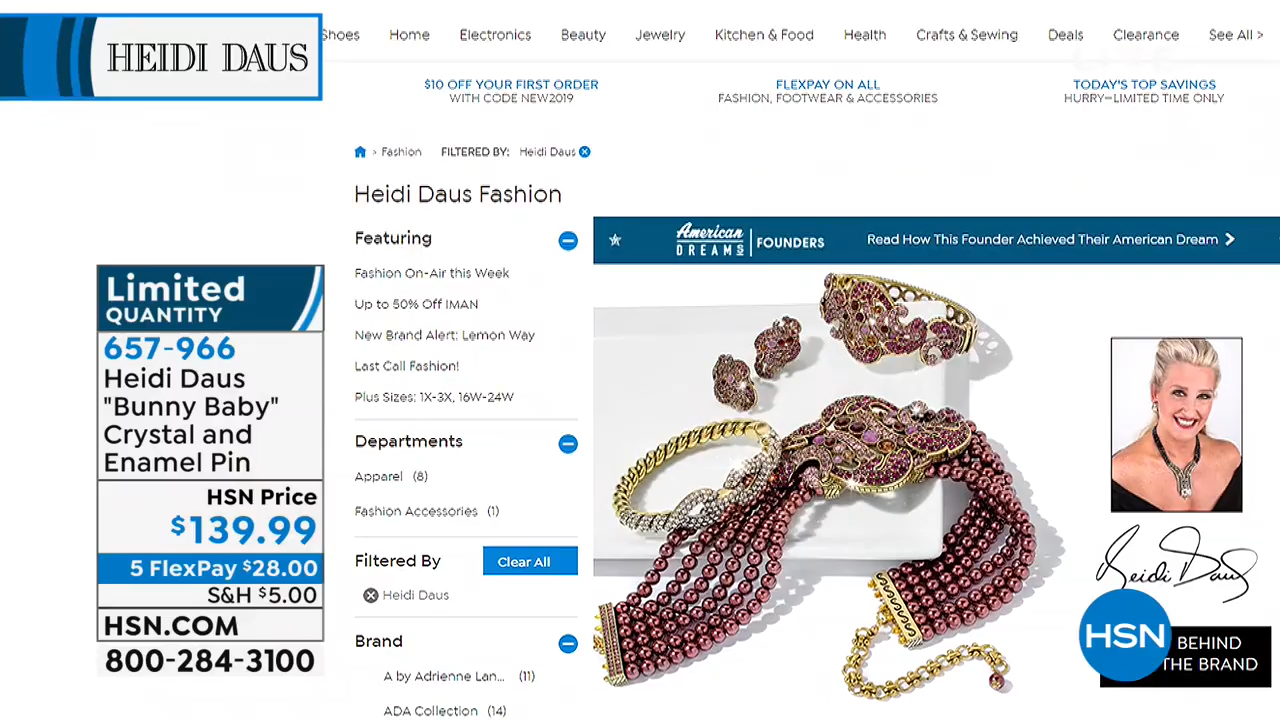 HEIDI DAUS
Shoes Home Electronics Beauty Jewelry Kitchen & Food Health Crafts & Sewing Deals Clearance See All >
$10 OFF YOUR FIRST ORDER
WITH CODE NEW2019
FLEXPAY ON ALL
FASHION, FOOTWEAR & ACCESSORIES
TODAY'S TOP SAVINGS
HURRY—LIMITED TIME ONLY
> Fashion FILTERED BY: Heidi Daus
Heidi Daus Fashion
Featuring
Fashion On-Air this Week
Up to 50% Off IMAN
New Brand Alert: Lemon Way
Last Call Fashion!
Plus Sizes: 1X-3X, 16W-24W
Departments
Apparel (8)
Fashion Accessories (1)
Filtered By Clear All
Heidi Daus
Brand
A by Adrienne Lan... (11)
ADA Collection (14)
American
DREAMS
FOUNDERS
Read How This Founder Achieved Their American Dream
Limited
QUANTITY
657-966
Heidi Daus
"Bunny Baby"
Crystal and
Enamel Pin
HSN Price
$139.99
5 FlexPay $28.00
S&H $5.00
HSN.COM
800-284-3100
Heidi Daus
HSN
BEHIND
THE BRAND